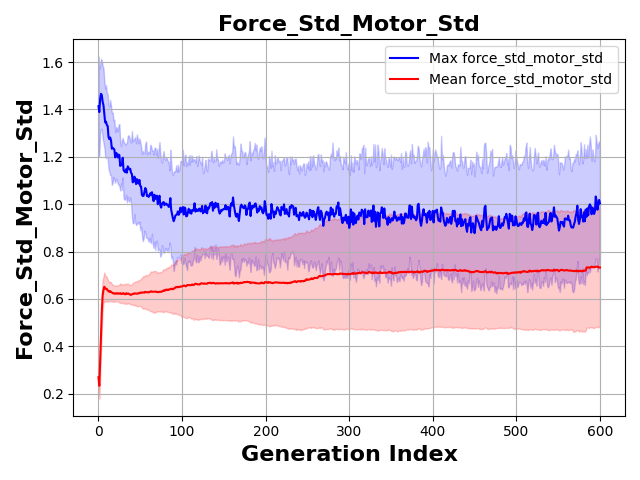 Force_Std_Motor_Std
Max force_std_motor_std
Mean force_std_motor_std
Force_Std_Motor_Std
1.6
1.4
1.2
1.0
0.8
0.6
0.4
0.2
0 100 200 300 400 500 600
Generation Index